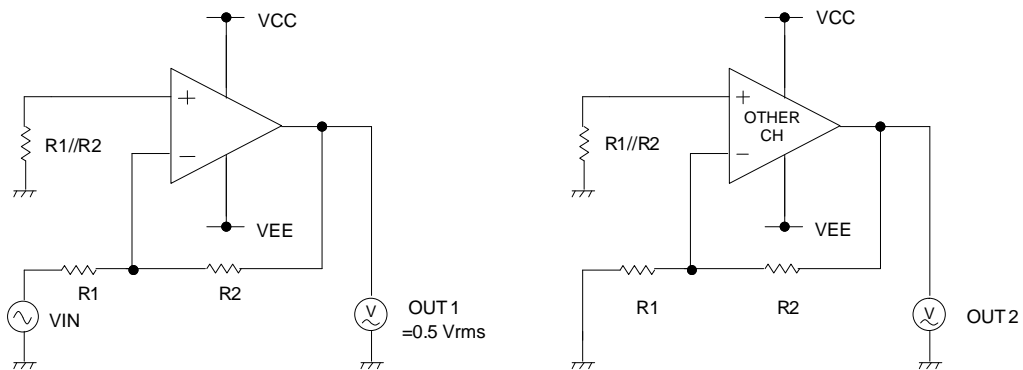 VCC
+
R1//R2
−
VEE
R1
R2
VIN
V
OUT 1
=0.5 Vrms
VCC
+
OTHER
CH
R1//R2
−
VEE
R1
R2
V
OUT 2